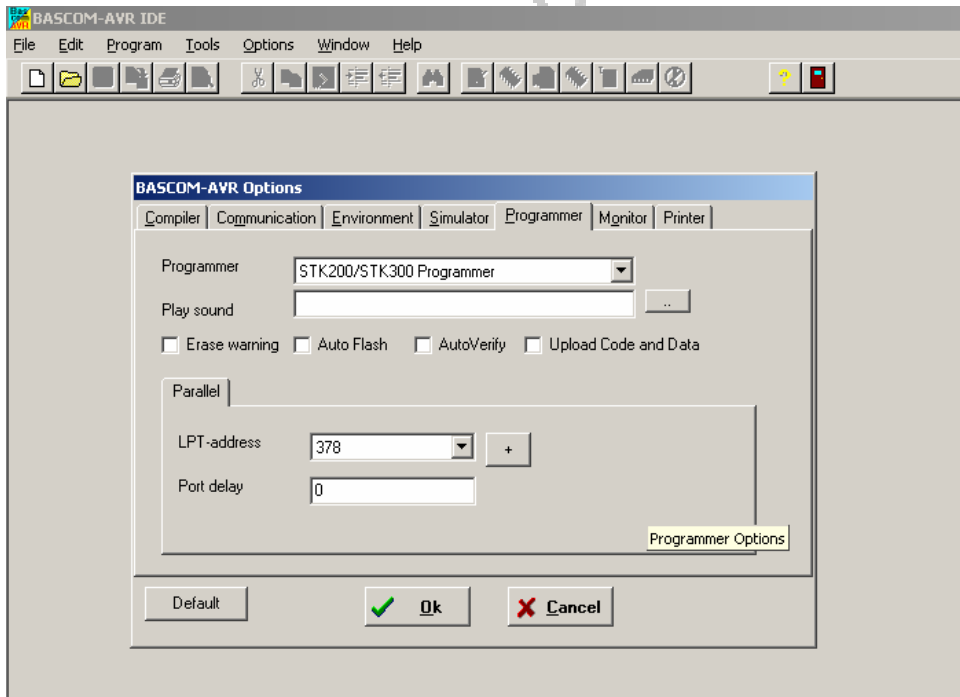 BASCOM-AVR IDE
File Edit Program Tools Options Window Help
BASCOM-AVR Options
Compiler Communication Environment Simulator Programmer Monitor Printer
Programmer STK200/STK300 Programmer
Play sound ..
Erase warning Auto Flash AutoVerify Upload Code and Data
Parallel
LPT-address 378 +
Port delay 0
Programmer Options
Default Ok Cancel